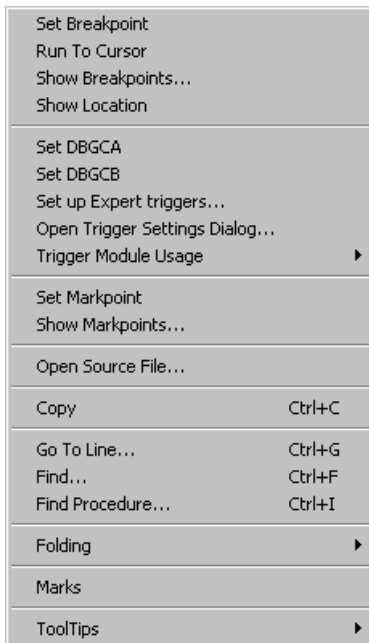 Set Breakpoint
Run To Cursor
Show Breakpoints...
Show Location
Set DBGCA
Set DBGCB
Set up Expert triggers...
Open Trigger Settings Dialog...
Trigger Module Usage
Set Markpoint
Show Markpoints...
Open Source File...
Copy Ctrl+C
Go To Line... Ctrl+G
Find... Ctrl+F
Find Procedure... Ctrl+I
Folding
Marks
ToolTips